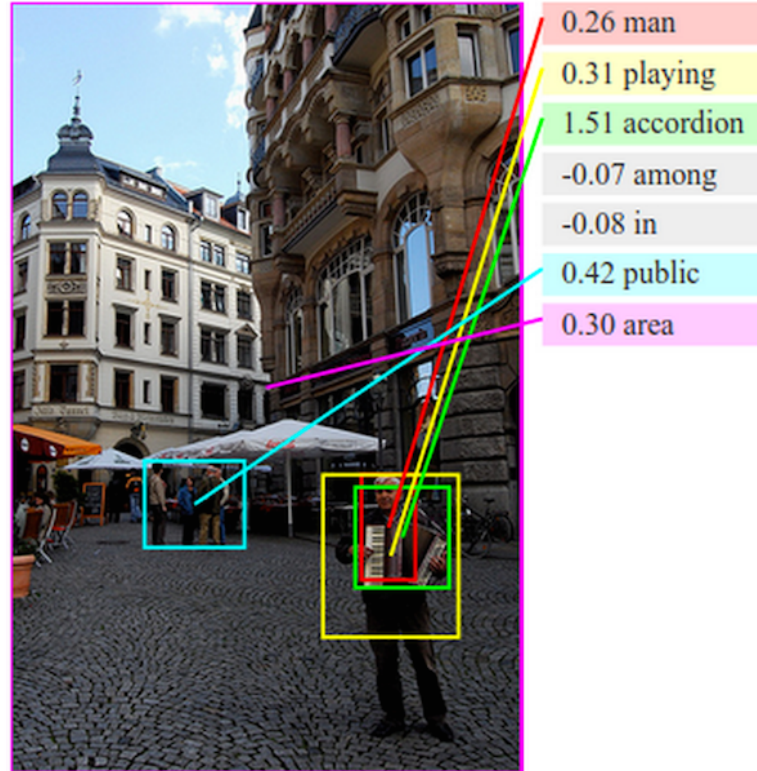 0.26 man
0.31 playing
1.51 accordion
-0.07 among
-0.08 in
0.42 public
0.30 area